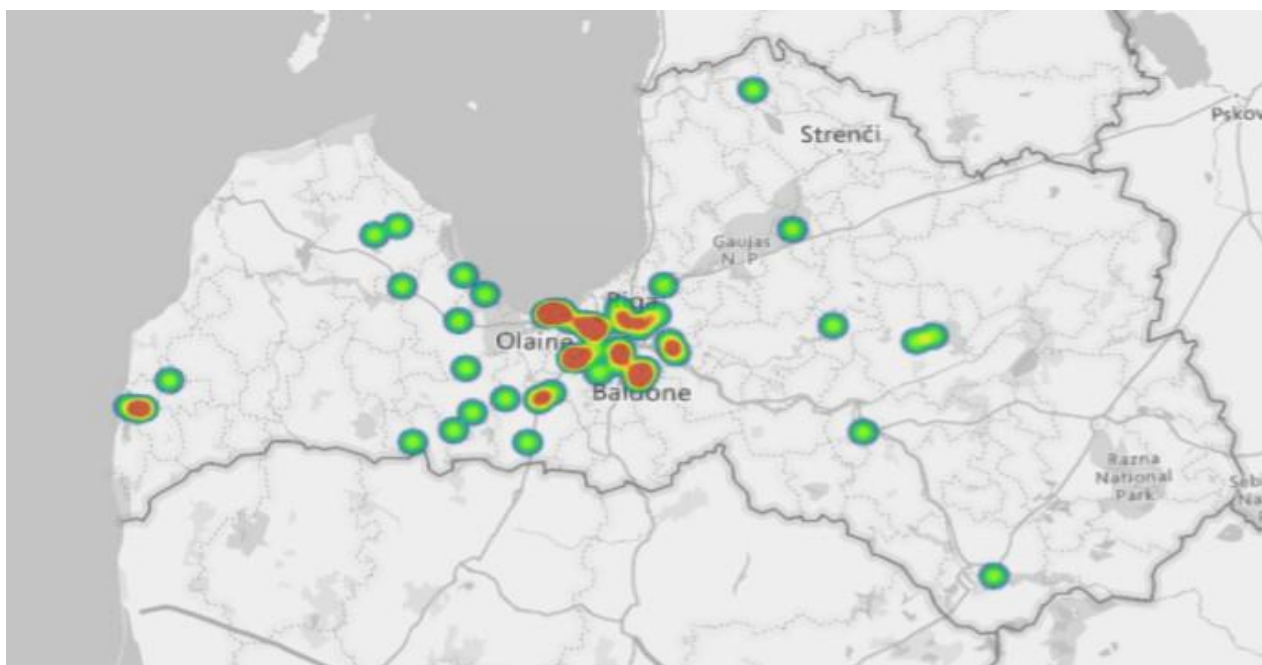 Pskov
Strenči
Gaujas
N. P.
Riga
Olaine
Baldone
Razna
National
Park